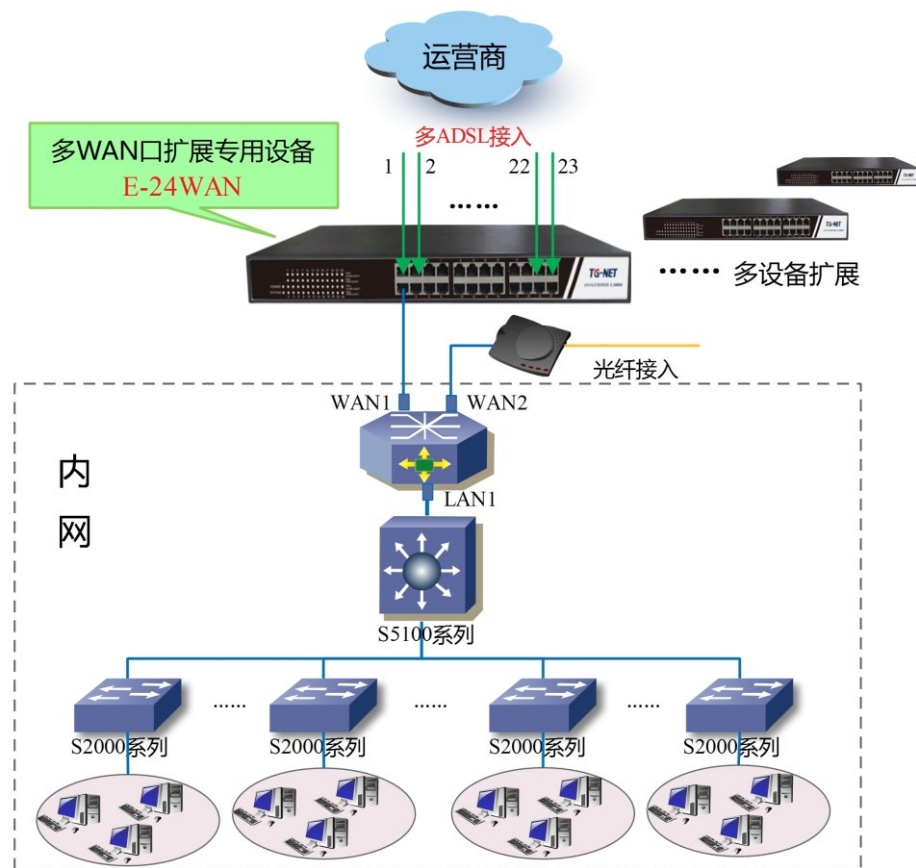 运营商
多ADSL接入
多WAN口扩展专用设备
E-24WAN
1
2
22
23
……
TG-NET
TG-NET
TG-NET
…… 多设备扩展
光纤接入
WAN1
WAN2
内
网
LAN1
S5100系列
……
……
……
S2000系列
S2000系列
S2000系列
S2000系列